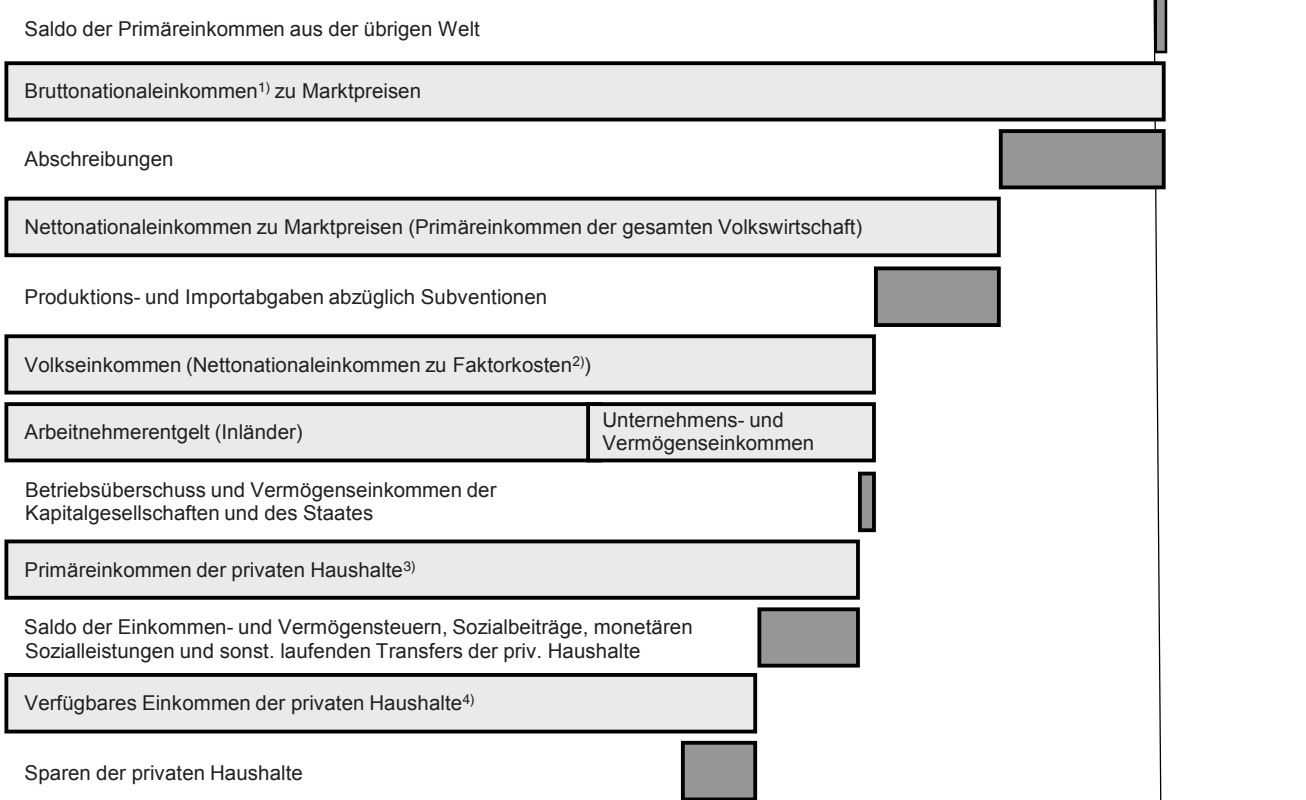 Saldo der Primäreinkommen aus der übrigen Welt
Bruttonationaleinkommen¹⁾ zu Marktpreisen
Abschreibungen
Nettonationaleinkommen zu Marktpreisen (Primäreinkommen der gesamten Volkswirtschaft)
Produktions- und Importabgaben abzüglich Subventionen
Volkseinkommen (Nettonationaleinkommen zu Faktorkosten²⁾)
Arbeitnehmerentgelt (Inländer)
Unternehmens- und
Vermögenseinkommen
Betriebsüberschuss und Vermögenseinkommen der
Kapitalgesellschaften und des Staates
Primäreinkommen der privaten Haushalte³⁾
Saldo der Einkommen- und Vermögensteuern, Sozialbeiträge, monetären
Sozialleistungen und sonst. laufenden Transfers der priv. Haushalte
Verfügbares Einkommen der privaten Haushalte⁴⁾
Sparen der privaten Haushalte